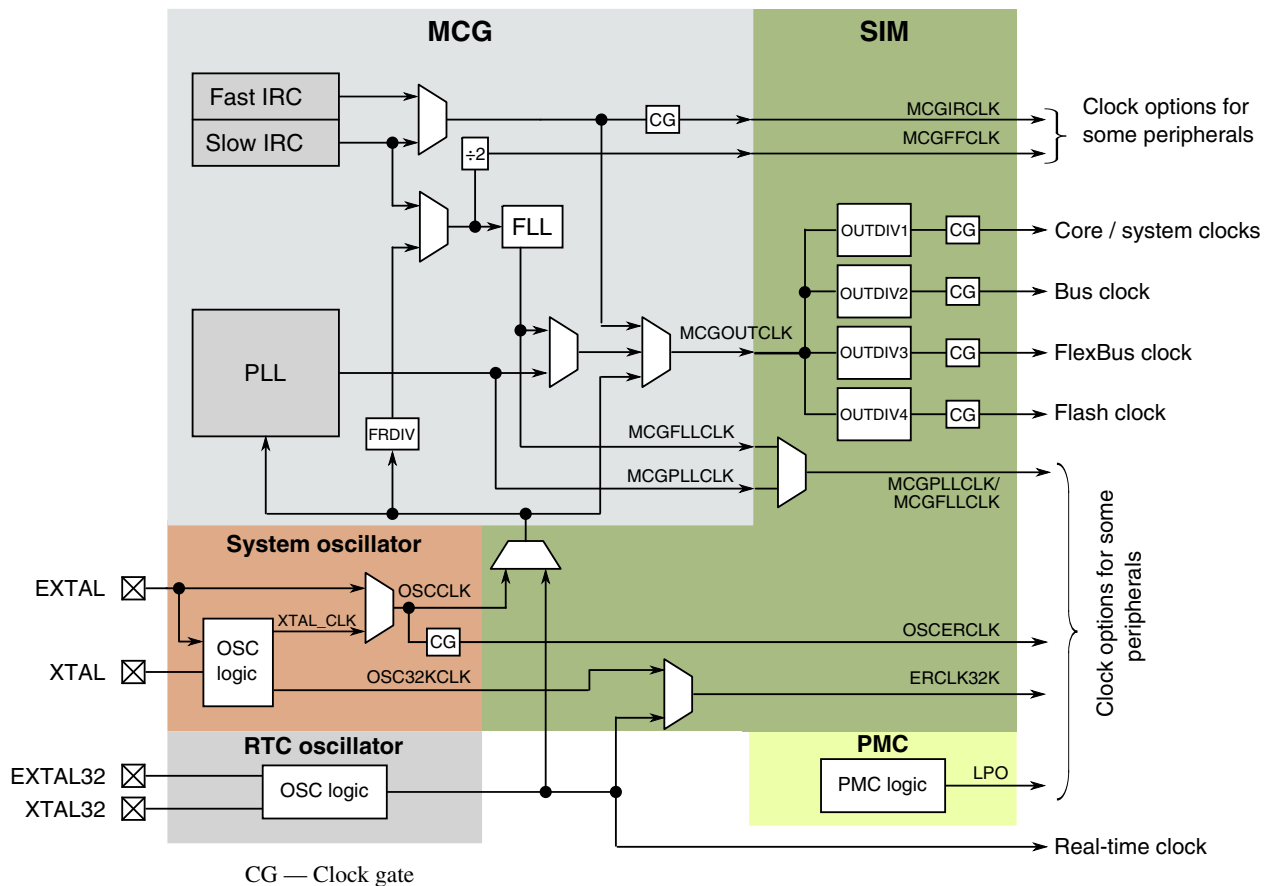 MCG
SIM
Fast IRC
Slow IRC
CG
÷2
MCGIRCLK
MCGFFCLK
Clock options for
some peripherals
FLL
OUTDIV1
CG
Core / system clocks
OUTDIV2
CG
Bus clock
MCGOUTCLK
OUTDIV3
CG
FlexBus clock
OUTDIV4
CG
Flash clock
PLL
FRDIV
MCGFLLCLK
MCGPLLCLK
MCGPLLCLK/
MCGFLLCLK
System oscillator
EXTAL
XTAL
OSC
logic
XTAL_CLK
OSCCLK
CG
OSC32KCLK
OSCERCLK
ERCLK32K
Clock options for some
peripherals
RTC oscillator
EXTAL32
XTAL32
OSC logic
PMC
PMC logic
LPO
Real-time clock
CG — Clock gate